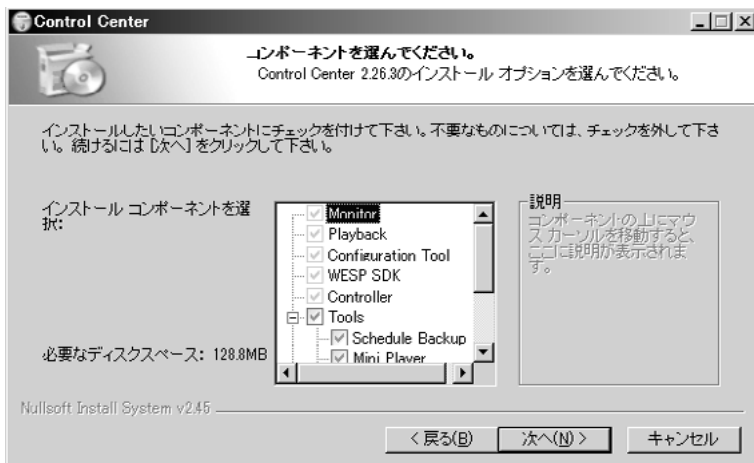 Control Center
コンポーネントを選んでください。
Control Center 2.26.3のインストール オプションを選んでください。
インストールしたいコンポーネントにチェックを付けて下さい。不要なものについては、チェックを外して下さ
い。続けるには [次へ] をクリックして下さい。
インストール コンポーネントを選
択:
Monitor
Playback
Configuration Tool
WESP SDK
Controller
Tools
Schedule Backup
Mini Player
説明
コンポーネントの上にマウ
ス カーソルを移動すると、
ここに説明が表示されま
す。
必要なディスクスペース: 128.8MB
Nullsoft Install System v2.45
< 戻る(B)
次へ(N) >
キャンセル